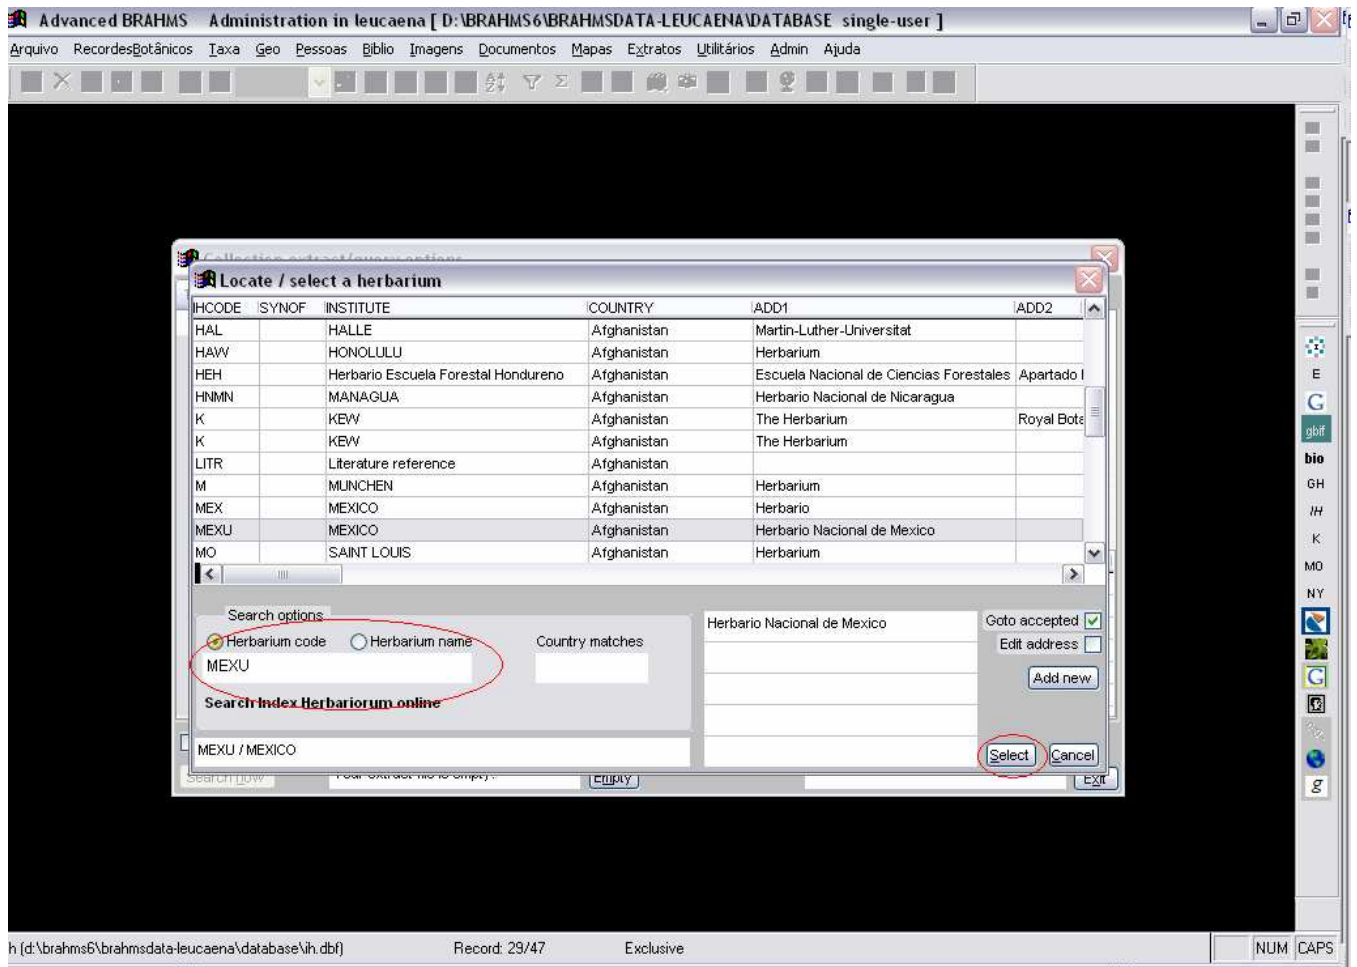 Advanced BRAHMS Administration in leucaena [ D:\BRAHMS6\BRAHMSDATA-LEUCAENA\DATABASE single-user ]
Arquivo RecordesBotânicos Taxa Geo Pessoas Biblio Imagens Documentos Mapas Extratos Utilitários Admin Ajuda
Locate / select a herbarium
IHCODE SYNOF INSTITUTE COUNTRY ADD1 ADD2
HAL HALLE Afghanistan Martin-Luther-Universitat
HAW HONOLULU Afghanistan Herbarium
HEH Herbario Escuela Forestal Hondureno Afghanistan Escuela Nacional de Ciencias Forestales Apartado
HNMN MANAGUA Afghanistan Herbario Nacional de Nicaragua
K KEW Afghanistan The Herbarium Royal Bota
K KEW Afghanistan The Herbarium
LITR Literature reference Afghanistan
M MUNCHEN Afghanistan Herbarium
MEX MEXICO Afghanistan Herbario
MEXU MEXICO Afghanistan Herbario Nacional de Mexico
MO SAINT LOUIS Afghanistan Herbarium
Search options
Herbarium code Herbarium name Country matches
MEXU
Search Index Herbariorum online
MEXU / MEXICO
Herbario Nacional de Mexico
Goto accepted
Edit address
Add new
Select Cancel
Empty Exit
E
G
gbif
bio
GH
IH
K
MO
NY
G
g
h (d:\brahms6\brahmsdata-leucaena\database\ih.dbf) Record: 29/47 Exclusive NUM CAPS